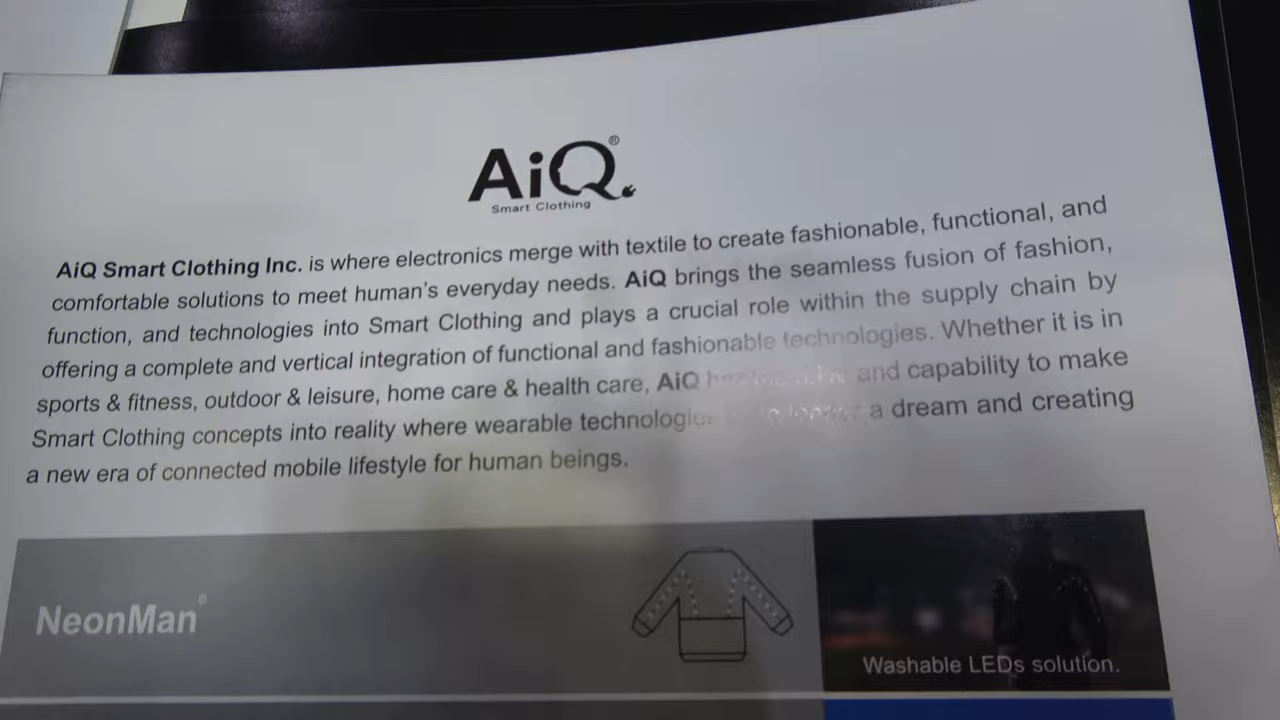 AiQ®
Smart Clothing
AiQ Smart Clothing Inc. is where electronics merge with textile to create fashionable, functional, and
comfortable solutions to meet human's everyday needs. AiQ brings the seamless fusion of fashion,
function, and technologies into Smart Clothing and plays a crucial role within the supply chain by
offering a complete and vertical integration of functional and fashionable technologies. Whether it is in
sports & fitness, outdoor & leisure, home care & health care, AiQ and capability to make
Smart Clothing concepts into reality where wearable a dream and creating
a new era of connected mobile lifestyle for human beings.
NeonMan®
Washable LEDs solution.